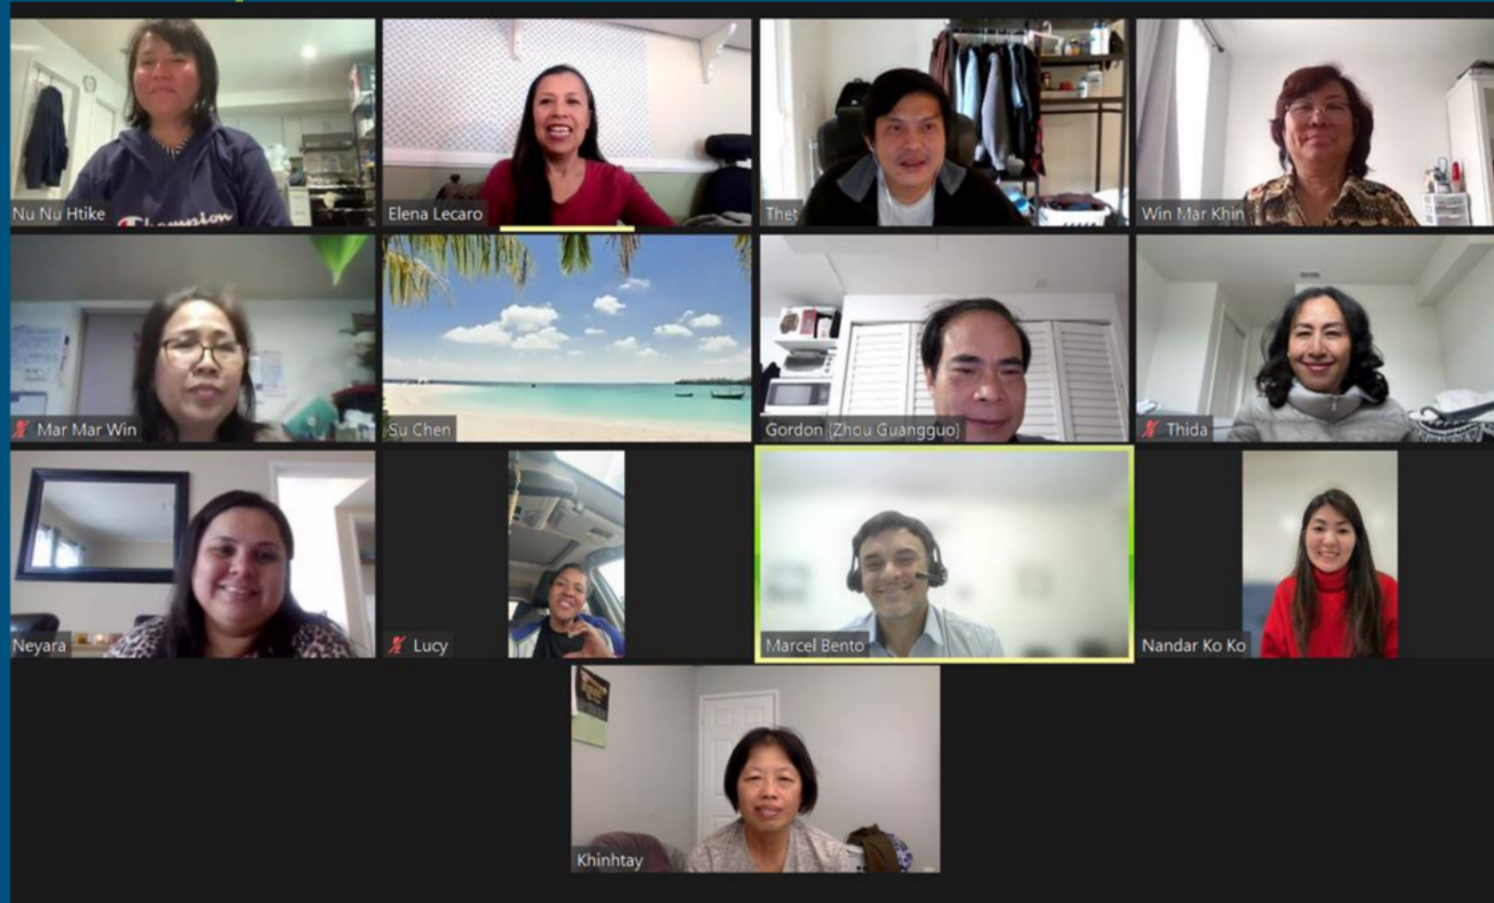 Champion
Nu Nu Htike
Elena Lecaro
Thet
Win Mar Khin
Mar Mar Win
Su Chen
Gordon (Zhou Guangguo)
Thida
Neyara
Lucy
Marcel Bento
Nandar Ko Ko
Khinhtay